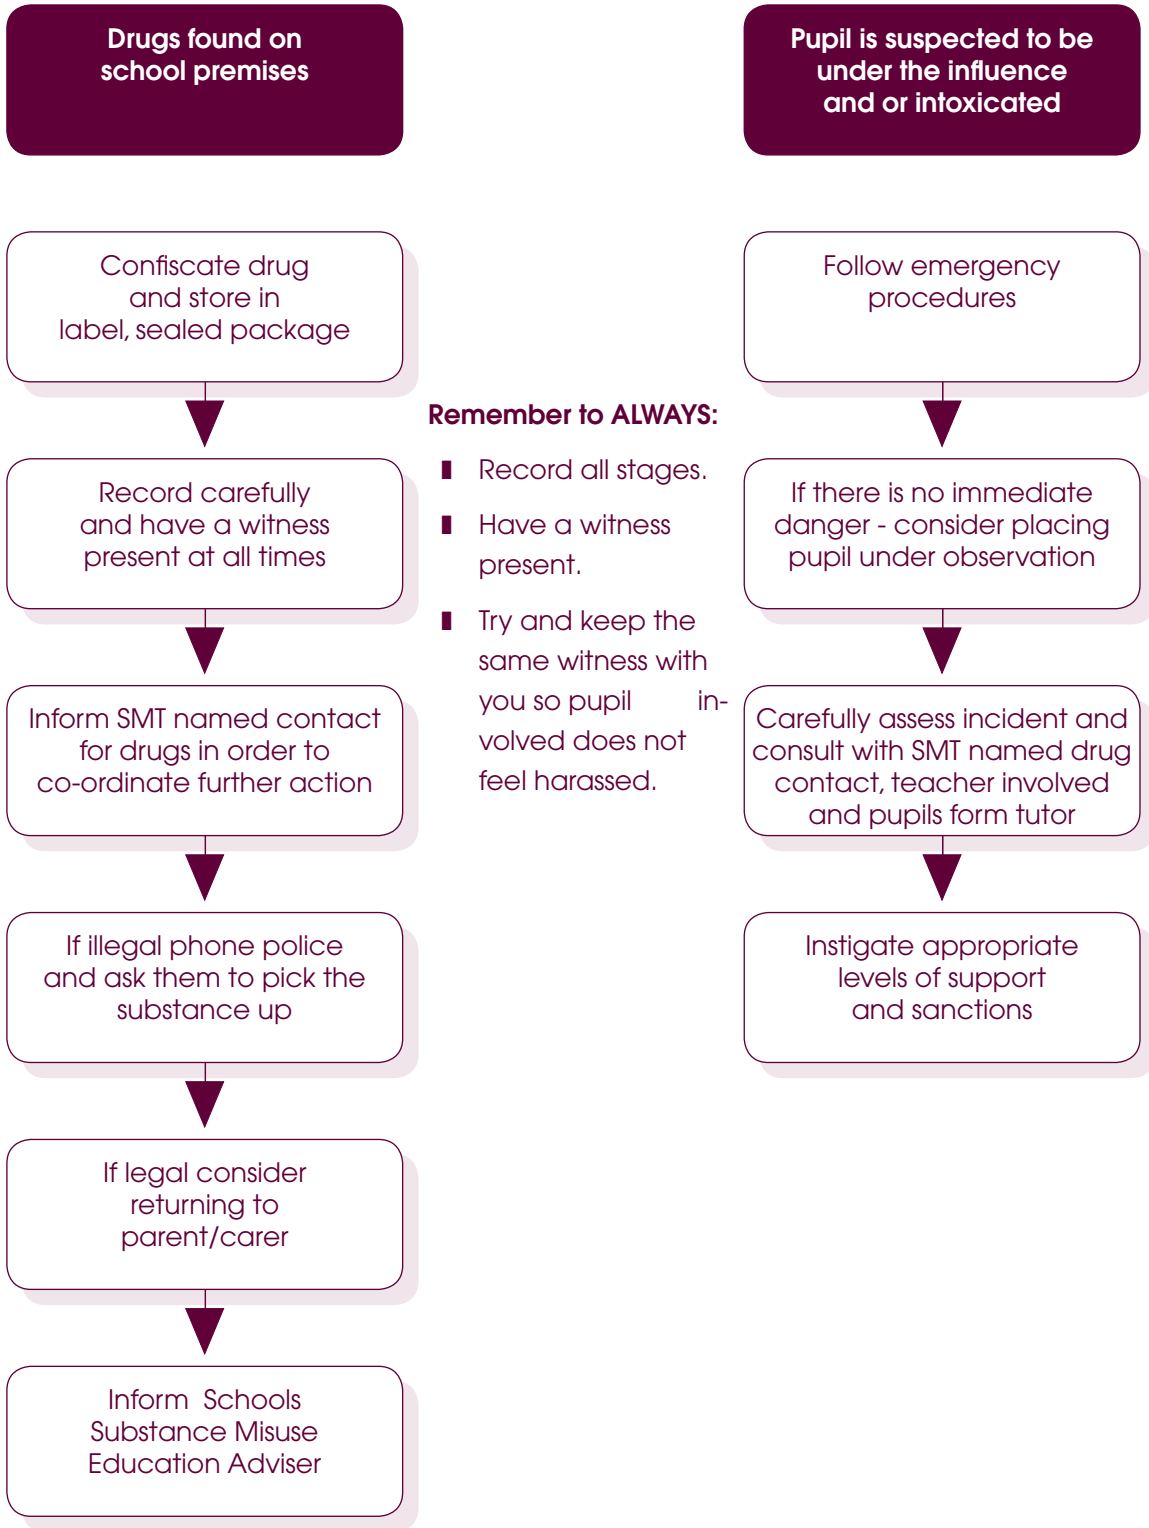 Drugs found on
school premises
Confiscate drug
and store in
label, sealed package
Record carefully
and have a witness
present at all times
Inform SMT named contact
for drugs in order to
co-ordinate further action
If illegal phone police
and ask them to pick the
substance up
If legal consider
returning to
parent/carer
Inform Schools
Substance Misuse
Education Adviser
Remember to ALWAYS:
Record all stages.
Have a witness
present.
Try and keep the
same witness with
you so pupil in-
volved does not
feel harassed.
Pupil is suspected to be
under the influence
and or intoxicated
Follow emergency
procedures
If there is no immediate
danger - consider placing
pupil under observation
Carefully assess incident and
consult with SMT named drug
contact, teacher involved
and pupils form tutor
Instigate appropriate
levels of support
and sanctions